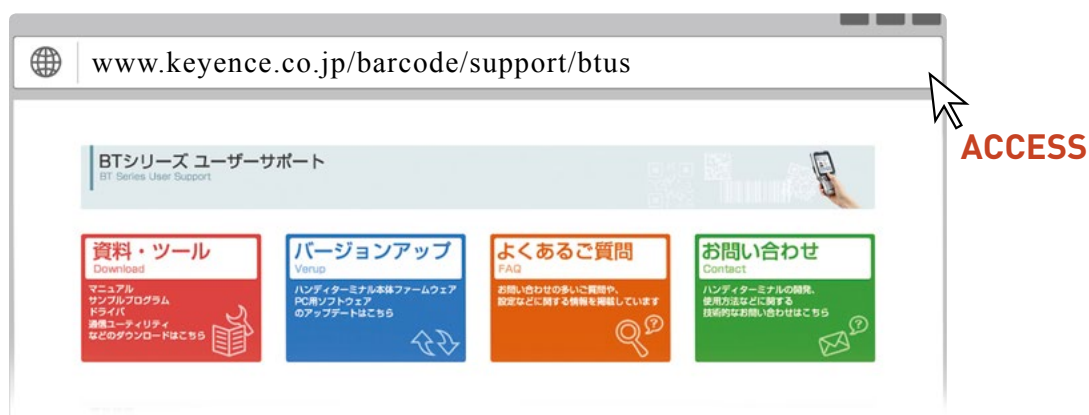 www.keyence.co.jp/barcode/support/btus
ACCESS
BTシリーズ ユーザーサポート
BT Series User Support
資料・ツール
Download
マニュアル
サンプルプログラム
ドライバ
通信ユーティリティ
などのダウンロードはこちら
バージョンアップ
Verup
ハンディターミナル本体ファームウェア
PC用ソフトウェア
のアップデートはこちら
よくあるご質問
FAQ
お問い合わせの多いご質問や、
設定などに関する情報を掲載しています
お問い合わせ
Contact
ハンディターミナルの開発、
使用方法などに関する
技術的なお問い合わせはこちら